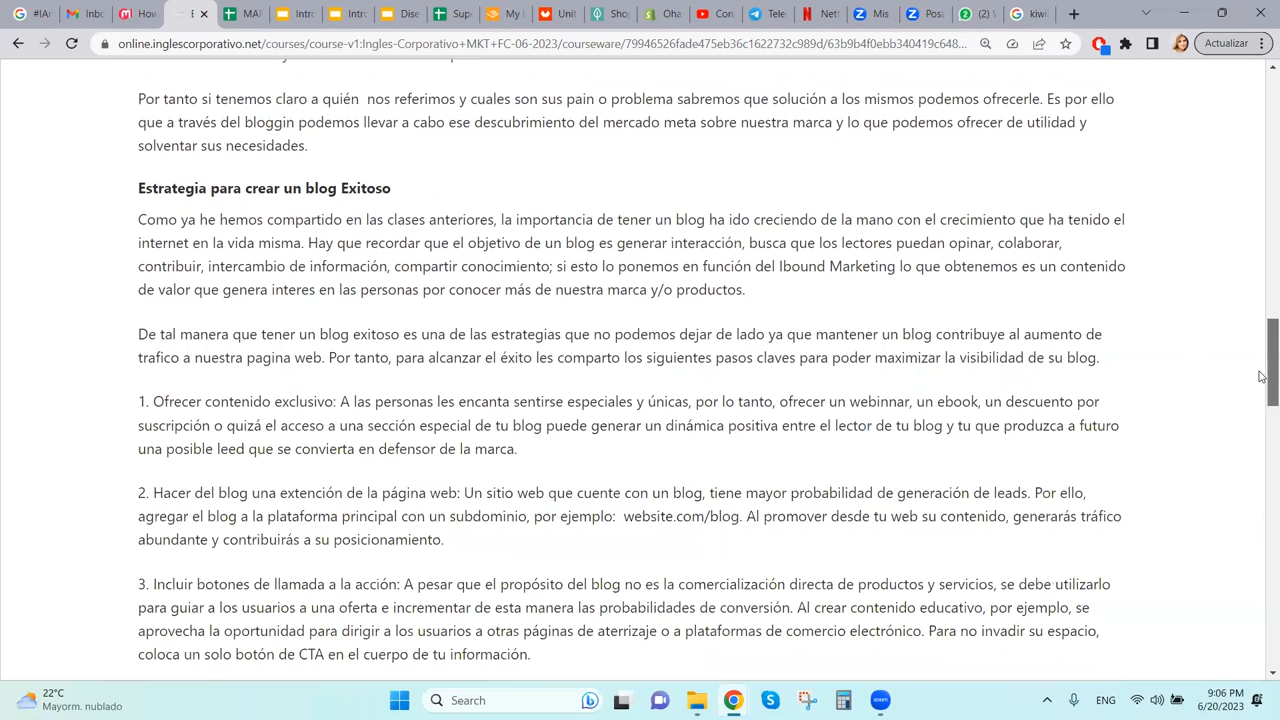 #IAr
Inbc
How
E
MAF
Intro
Intro
Dise
Supe
My l
Unit
Shop
Oha
Con
Tele
Netf
Mis
Posa
(2) \
kiwil
online.inglescorporativo.net/courses/course-v1:Ingles-Corporativo+MKT+FC-06-2023/courseware/79946526fade475eb36c1622732c989d/63b9b4f0ebb340419c648...
Actualizar
Por tanto si tenemos claro a quién  nos referimos y cuales son sus pain o problema sabremos que solución a los mismos podemos ofrecerle. Es por ello
que a través del bloggin podemos llevar a cabo ese descubrimiento del mercado meta sobre nuestra marca y lo que podemos ofrecer de utilidad y
solventar sus necesidades.
Estrategia para crear un blog Exitoso
Como ya he hemos compartido en las clases anteriores, la importancia de tener un blog ha ido creciendo de la mano con el crecimiento que ha tenido el
internet en la vida misma. Hay que recordar que el objetivo de un blog es generar interacción, busca que los lectores puedan opinar, colaborar,
contribuir, intercambio de información, compartir conocimiento; si esto lo ponemos en función del Ibound Marketing lo que obtenemos es un contenido
de valor que genera interes en las personas por conocer más de nuestra marca y/o productos.
De tal manera que tener un blog exitoso es una de las estrategias que no podemos dejar de lado ya que mantener un blog contribuye al aumento de
trafico a nuestra pagina web. Por tanto, para alcanzar el éxito les comparto los siguientes pasos claves para poder maximizar la visibilidad de su blog.
1. Ofrecer contenido exclusivo: A las personas les encanta sentirse especiales y únicas, por lo tanto, ofrecer un webinnar, un ebook, un descuento por
suscripción o quizá el acceso a una sección especial de tu blog puede generar un dinámica positiva entre el lector de tu blog y tu que produzca a futuro
una posible leed que se convierta en defensor de la marca.
2. Hacer del blog una extención de la página web: Un sitio web que cuente con un blog, tiene mayor probabilidad de generación de leads. Por ello,
agregar el blog a la plataforma principal con un subdominio, por ejemplo:  website.com/blog. Al promover desde tu web su contenido, generarás tráfico
abundante y contribuirás a su posicionamiento.
3. Incluir botones de llamada a la acción: A pesar que el propósito del blog no es la comercialización directa de productos y servicios, se debe utilizarlo
para guiar a los usuarios a una oferta e incrementar de esta manera las probabilidades de conversión. Al crear contenido educativo, por ejemplo, se
aprovecha la oportunidad para dirigir a los usuarios a otras páginas de aterrizaje o a plataformas de comercio electrónico. Para no invadir su espacio,
coloca un solo botón de CTA en el cuerpo de tu información.
22°C
Mayorm. nublado
Search
ENG
9:06 PM
6/20/2023